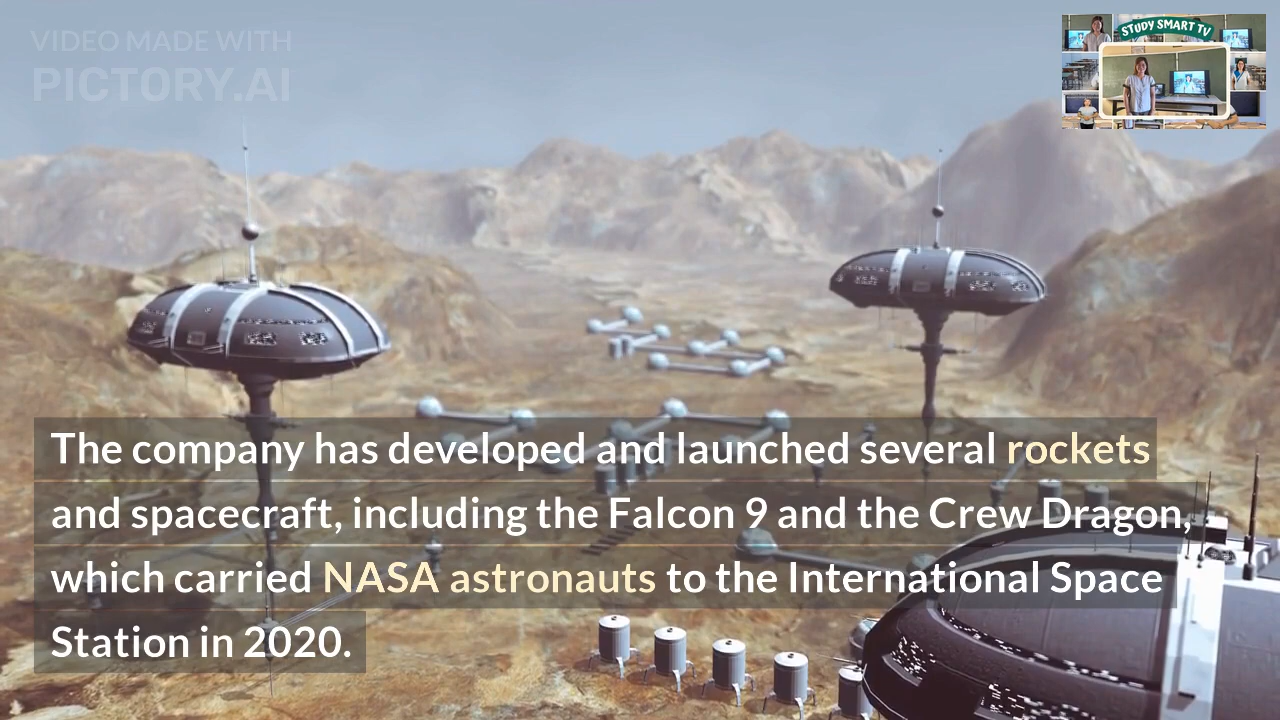 VIDEO MADE WITH
PICTORY.AI
STUDY SMART TV
The company has developed and launched several rockets
and spacecraft, including the Falcon 9 and the Crew Dragon,
which carried NASA astronauts to the International Space
Station in 2020.